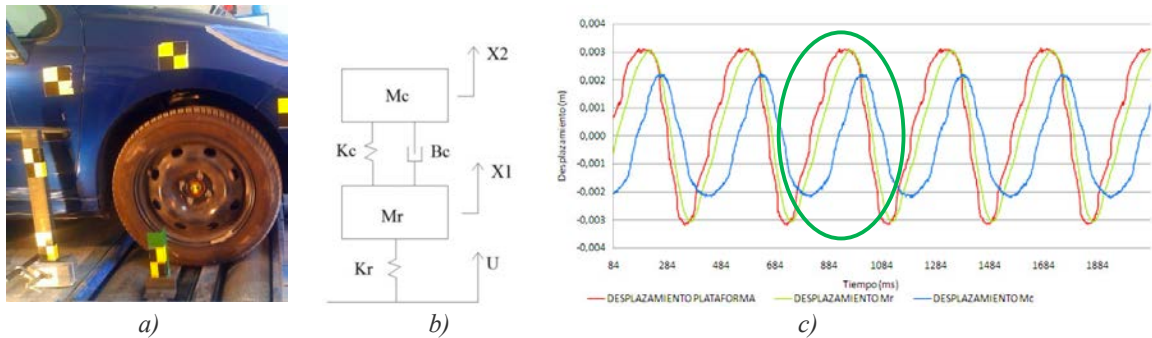 X2
Mc
Kc
Bc
X1
Mr
Kr
U
0,004
0,003
0,002
0,001
0,000
-0,001
-0,002
-0,003
-0,004
Desplazamiento (m)
84 284 484 684 884 1084 1284 1484 1684 1884
Tiempo (ms)
DESPLAZAMIENTO PLATAFORMA DESPLAZAMIENTO Mr DESPLAZAMIENTO Mc
a) b) c)